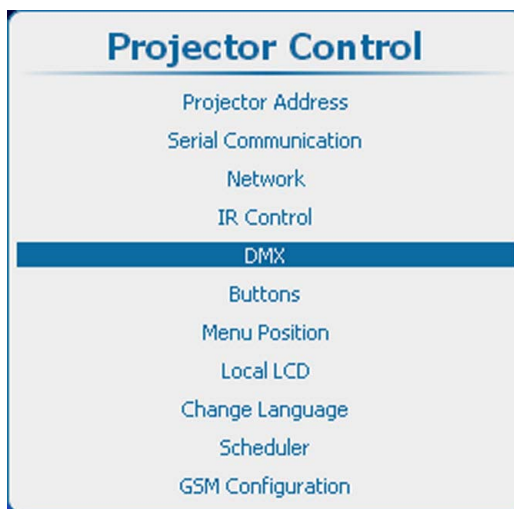 Projector Control
Projector Address
Serial Communication
Network
IR Control
DMX
Buttons
Menu Position
Local LCD
Change Language
Scheduler
GSM Configuration